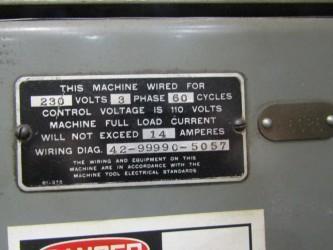 THIS MACHINE WIRED FOR
230 VOLTS 3 PHASE 60 CYCLES
CONTROL VOLTAGE IS 110 VOLTS
MACHINE FULL LOAD CURRENT
WILL NOT EXCEED 14 AMPERES
WIRING DIAG. 42-99990-5057
THE WIRING AND EQUIPMENT ON THIS
MACHINE ARE IN ACCORDANCE WITH THE
MACHINE TOOL ELECTRICAL STANDARDS
DANGER